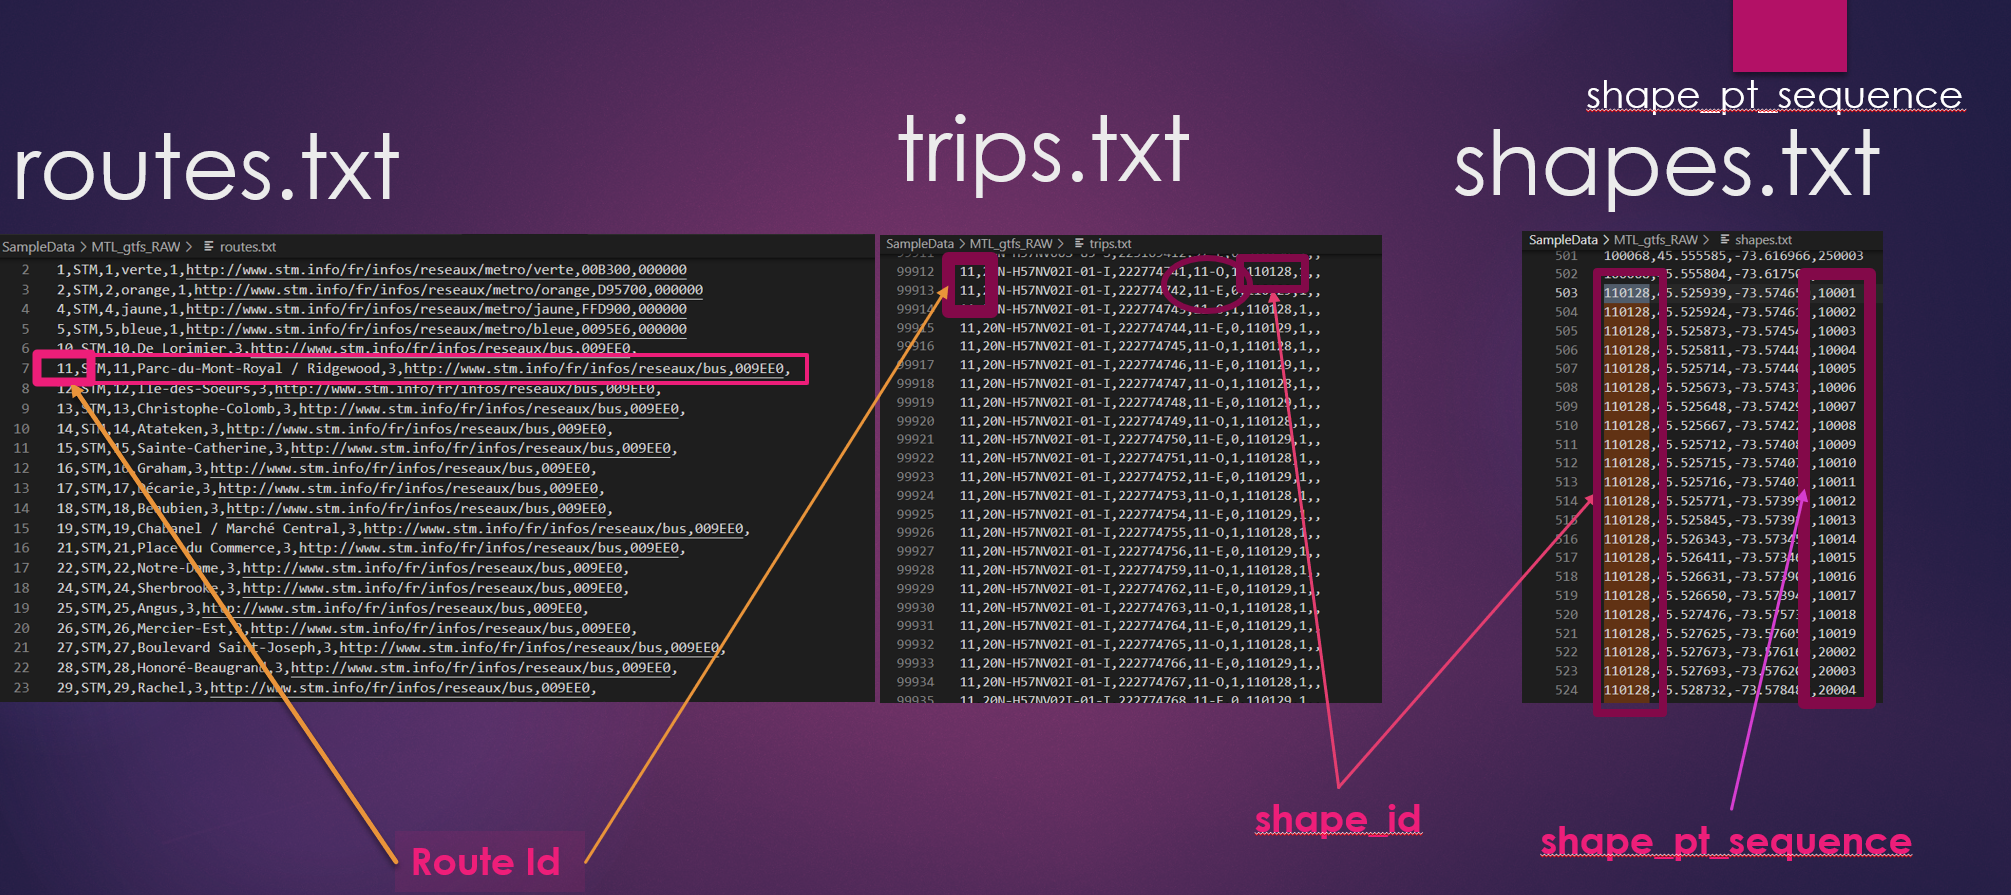 shape_pt_sequence
routes.txt
trips.txt
shapes.txt
SampleData > MTL_gtfs_RAW > routes.txt
2 1,STM,1,verte,1,http://www.stm.info/fr/infos/reseaux/metro/verte,00B300,000000
3 2,STM,2,orange,1,http://www.stm.info/fr/infos/reseaux/metro/orange,D95700,000000
4 4,STM,4,jaune,1,http://www.stm.info/fr/infos/reseaux/metro/jaune,FFD900,000000
5 5,STM,5,bleue,1,http://www.stm.info/fr/infos/reseaux/metro/bleue,0095E6,000000
6 10,STM,10,De Lorimier,3,http://www.stm.info/fr/infos/reseaux/bus,009EE0,
7 11,STM,11,Parc-du-Mont-Royal / Ridgewood,3,http://www.stm.info/fr/infos/reseaux/bus,009EE0,
8 12,STM,12,Île-des-Soeurs,3,http://www.stm.info/fr/infos/reseaux/bus,009EE0,
9 13,STM,13,Christophe-Colomb,3,http://www.stm.info/fr/infos/reseaux/bus,009EE0,
10 14,STM,14,Atateken,3,http://www.stm.info/fr/infos/reseaux/bus,009EE0,
11 15,STM,15,Sainte-Catherine,3,http://www.stm.info/fr/infos/reseaux/bus,009EE0,
12 16,STM,16,Graham,3,http://www.stm.info/fr/infos/reseaux/bus,009EE0,
13 17,STM,17,Décarie,3,http://www.stm.info/fr/infos/reseaux/bus,009EE0,
14 18,STM,18,Beaubien,3,http://www.stm.info/fr/infos/reseaux/bus,009EE0,
15 19,STM,19,Chabanel / Marché Central,3,http://www.stm.info/fr/infos/reseaux/bus,009EE0,
16 21,STM,21,Place du Commerce,3,http://www.stm.info/fr/infos/reseaux/bus,009EE0,
17 22,STM,22,Notre-Dame,3,http://www.stm.info/fr/infos/reseaux/bus,009EE0,
18 24,STM,24,Sherbrooke,3,http://www.stm.info/fr/infos/reseaux/bus,009EE0,
19 25,STM,25,Angus,3,http://www.stm.info/fr/infos/reseaux/bus,009EE0,
20 26,STM,26,Mercier-Est,3,http://www.stm.info/fr/infos/reseaux/bus,009EE0,
21 27,STM,27,Boulevard Saint-Joseph,3,http://www.stm.info/fr/infos/reseaux/bus,009EE0,
22 28,STM,28,Honoré-Beaugrand,3,http://www.stm.info/fr/infos/reseaux/bus,009EE0,
23 29,STM,29,Rachel,3,http://www.stm.info/fr/infos/reseaux/bus,009EE0,
SampleData > MTL_gtfs_RAW > trips.txt
99912 11,20N-H57NV02I-01-I,222774741,11-O,1,110128,1,,
99913 11,20N-H57NV02I-01-I,222774742,11-E,0,110129,1,,
99914 11,20N-H57NV02I-01-I,222774743,11-O,1,110128,1,,
99915 11,20N-H57NV02I-01-I,222774744,11-E,0,110129,1,,
99916 11,20N-H57NV02I-01-I,222774745,11-O,1,110128,1,,
99917 11,20N-H57NV02I-01-I,222774746,11-E,0,110129,1,,
99918 11,20N-H57NV02I-01-I,222774747,11-O,1,110128,1,,
99919 11,20N-H57NV02I-01-I,222774748,11-E,0,110129,1,,
99920 11,20N-H57NV02I-01-I,222774749,11-O,1,110128,1,,
99921 11,20N-H57NV02I-01-I,222774750,11-E,0,110129,1,,
99922 11,20N-H57NV02I-01-I,222774751,11-O,1,110128,1,,
99923 11,20N-H57NV02I-01-I,222774752,11-E,0,110129,1,,
99924 11,20N-H57NV02I-01-I,222774753,11-O,1,110128,1,,
99925 11,20N-H57NV02I-01-I,222774754,11-E,0,110129,1,,
99926 11,20N-H57NV02I-01-I,222774755,11-O,1,110128,1,,
99927 11,20N-H57NV02I-01-I,222774756,11-E,0,110129,1,,
99928 11,20N-H57NV02I-01-I,222774759,11-O,1,110128,1,,
99929 11,20N-H57NV02I-01-I,222774762,11-E,0,110129,1,,
99930 11,20N-H57NV02I-01-I,222774763,11-O,1,110128,1,,
99931 11,20N-H57NV02I-01-I,222774764,11-E,0,110129,1,,
99932 11,20N-H57NV02I-01-I,222774765,11-O,1,110128,1,,
99933 11,20N-H57NV02I-01-I,222774766,11-E,0,110129,1,,
99934 11,20N-H57NV02I-01-I,222774767,11-O,1,110128,1,,
99935 11,20N-H57NV02I-01-I,222774768,11-E,0,110129,1
SampleData > MTL_gtfs_RAW > shapes.txt
501 100068,45.555585,-73.616966,250003
502
503 110128,45.525939,-73.57465 ,10001
504 110128,45.525924,-73.57461 ,10002
505 110128,45.525873,-73.57454 ,10003
506 110128,45.525811,-73.57448 ,10004
507 110128,45.525714,-73.57440 ,10005
508 110128,45.525673,-73.57437 ,10006
509 110128,45.525648,-73.57429 ,10007
510 110128,45.525667,-73.57422 ,10008
511 110128,45.525712,-73.57408 ,10009
512 110128,45.525715,-73.57407 ,10010
513 110128,45.525716,-73.57407 ,10011
514 110128,45.525771,-73.57399 ,10012
515 110128,45.525845,-73.5739 ,10013
516 110128,45.526343,-73.57345 ,10014
517 110128,45.526411,-73.57340 ,10015
518 110128,45.526631,-73.57390 ,10016
519 110128,45.526650,-73.57394 ,10017
520 110128,45.527476,-73.57573 ,10018
521 110128,45.527625,-73.57605 ,10019
522 110128,45.527673,-73.57616 ,20002
523 110128,45.527693,-73.57620 ,20003
524 110128,45.528732,-73.57848 ,20004
Route Id
shape_id
shape_pt_sequence